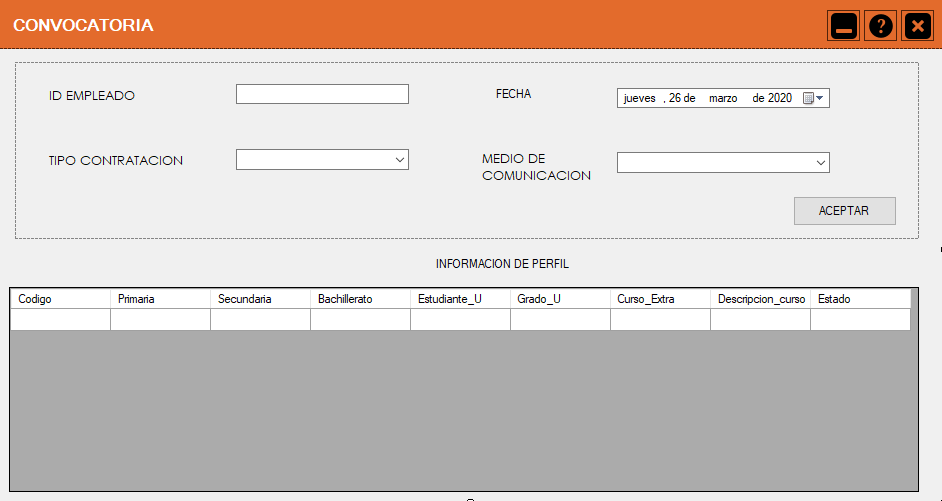 CONVOCATORIA
?
ID EMPLEADO
FECHA
jueves , 26 de marzo de 2020
TIPO CONTRATACION
MEDIO DE
COMUNICACION
ACEPTAR
INFORMACION DE PERFIL
Codigo Primaria Secundaria Bachillerato Estudiante_U Grado_U Curso_Extra Descripcion_curso Estado